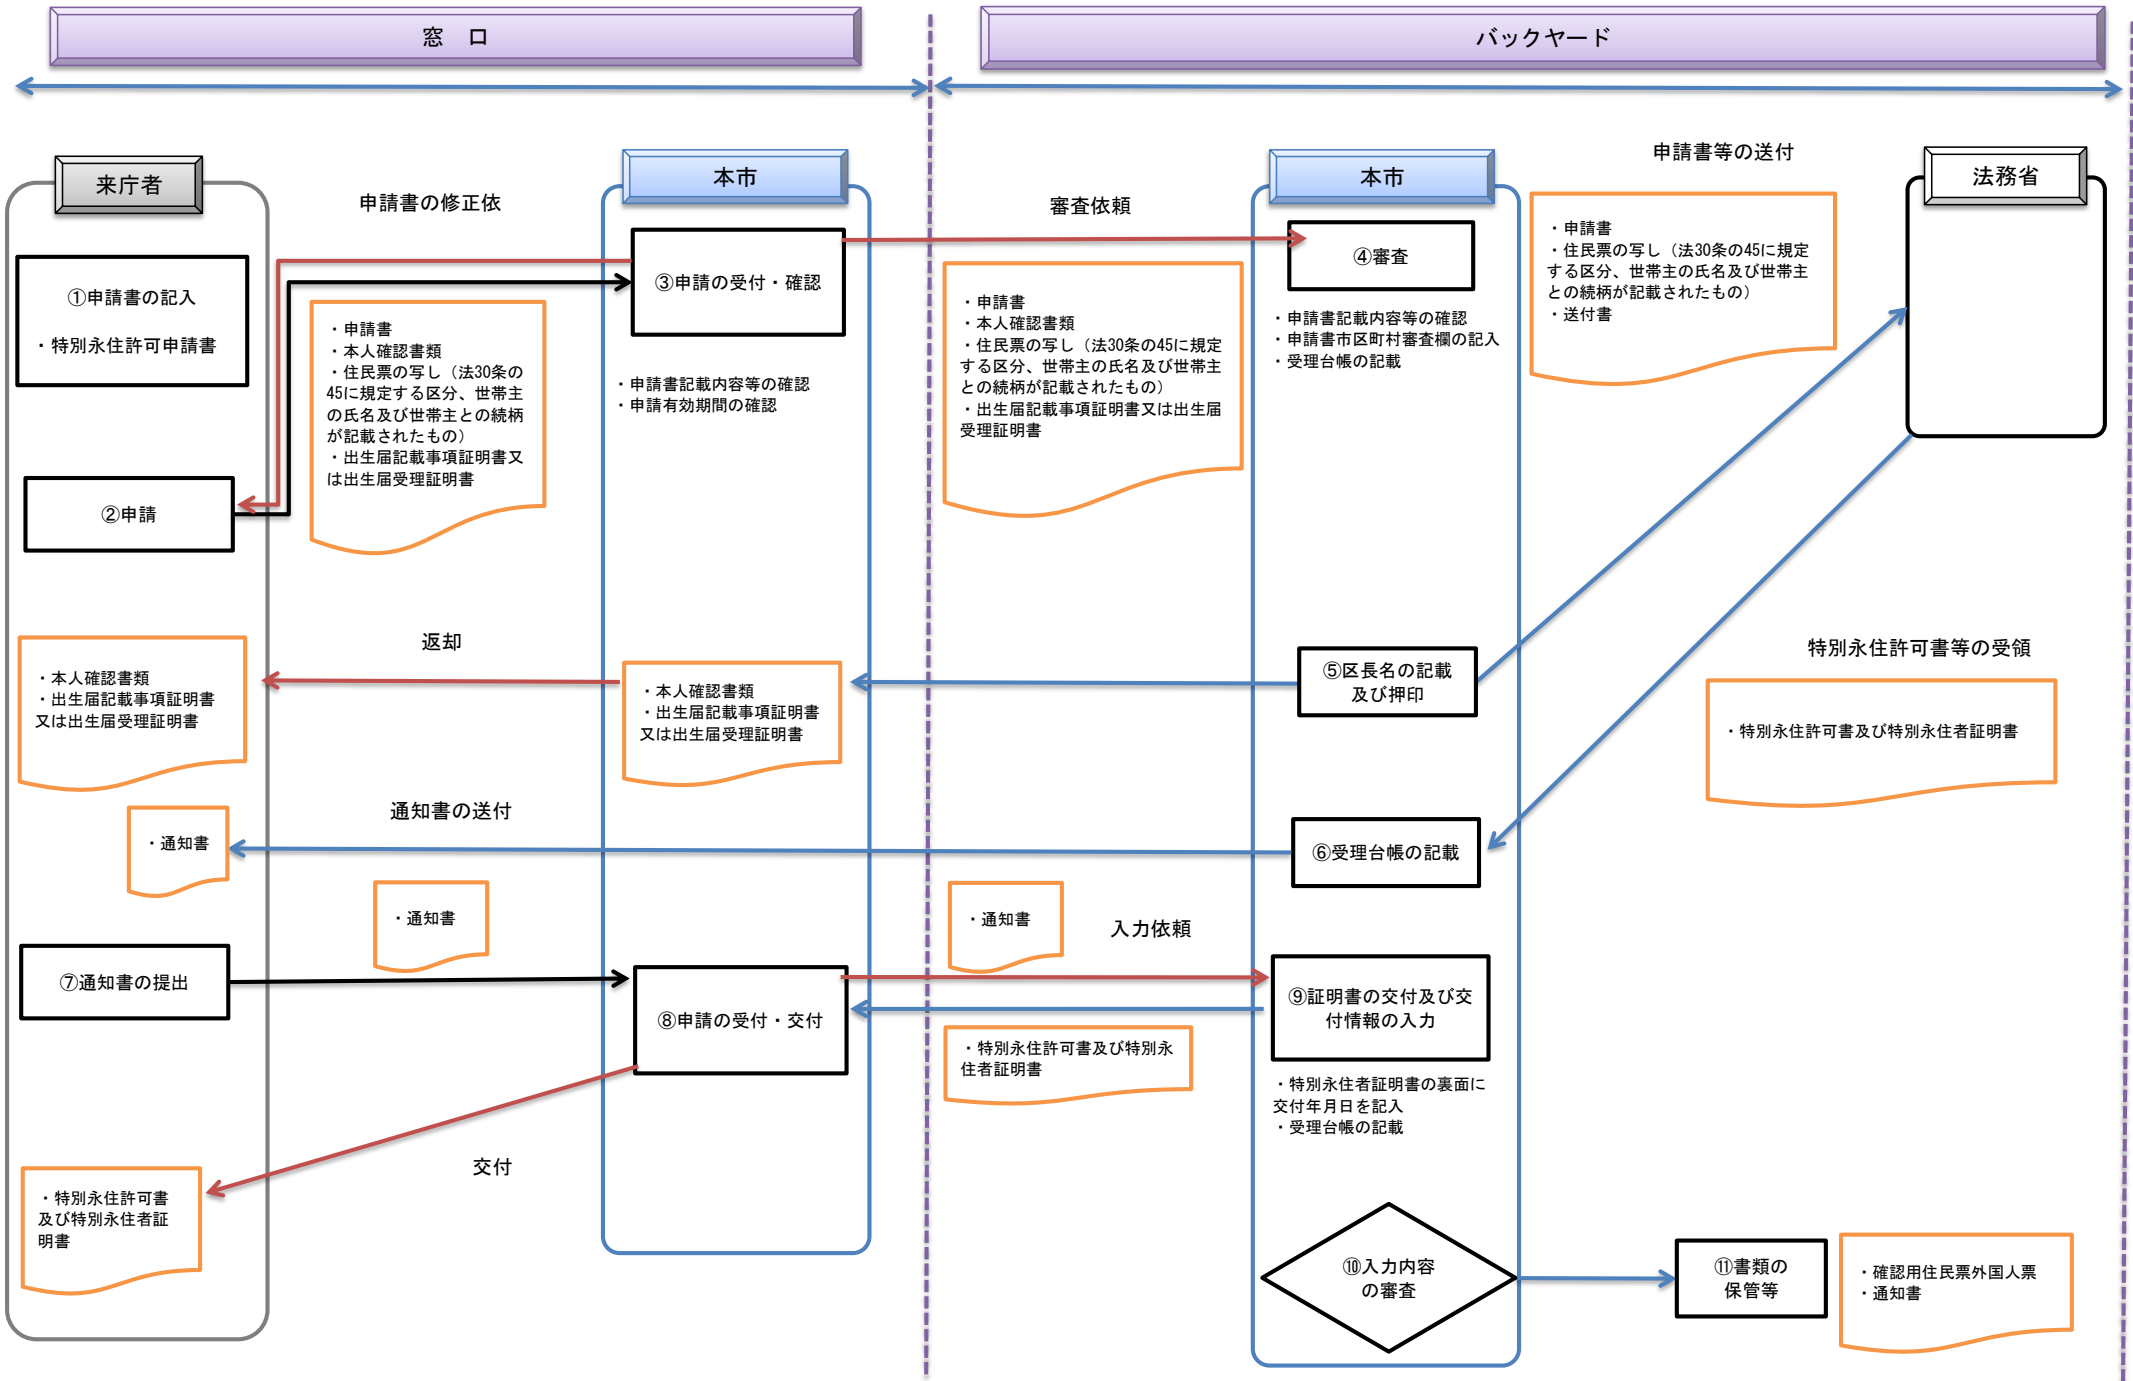 窓　口
バックヤード
来庁者
本市
本市
法務省
申請書の修正依
審査依頼
申請書等の送付
①申請書の記入
・特別永住許可申請書
②申請
・申請書
・本人確認書類
・住民票の写し（法30条の
45に規定する区分、世帯主
の氏名及び世帯主との続柄
が記載されたもの）
・出生届記載事項証明書又
は出生届受理証明書
③申請の受付・確認
・申請書記載内容等の確認
・申請有効期間の確認
・申請書
・本人確認書類
・住民票の写し（法30条の45に規定
する区分、世帯主の氏名及び世帯主
との続柄が記載されたもの）
・出生届記載事項証明書又は出生届
受理証明書
④審査
・申請書記載内容等の確認
・申請書市区町村審査欄の記入
・受理台帳の記載
・申請書
・住民票の写し（法30条の45に規定
する区分、世帯主の氏名及び世帯主
との続柄が記載されたもの）
・送付書
返却
・本人確認書類
・出生届記載事項証明書
又は出生届受理証明書
・本人確認書類
・出生届記載事項証明書
又は出生届受理証明書
⑤区長名の記載
及び押印
特別永住許可書等の受領
・特別永住許可書及び特別永住者証明書
通知書の送付
・通知書
⑥受理台帳の記載
・通知書
・通知書
入力依頼
⑦通知書の提出
⑧申請の受付・交付
⑨証明書の交付及び交
付情報の入力
・特別永住許可書及び特別永
住者証明書
・特別永住者証明書の裏面に
交付年月日を記入
・受理台帳の記載
交付
・特別永住許可書
及び特別永住者証
明書
⑩入力内容
の審査
⑪書類の
保管等
・確認用住民票外国人票
・通知書